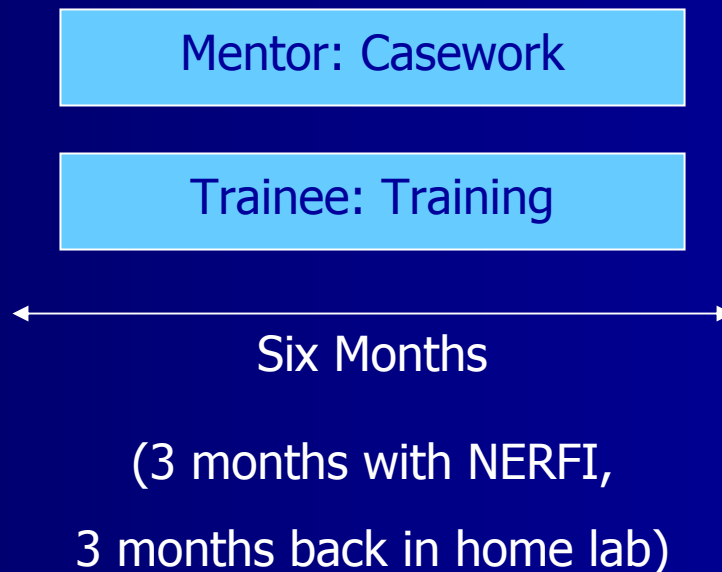 Mentor: Casework
Trainee: Training
Six Months
(3 months with NERFI,
3 months back in home lab)